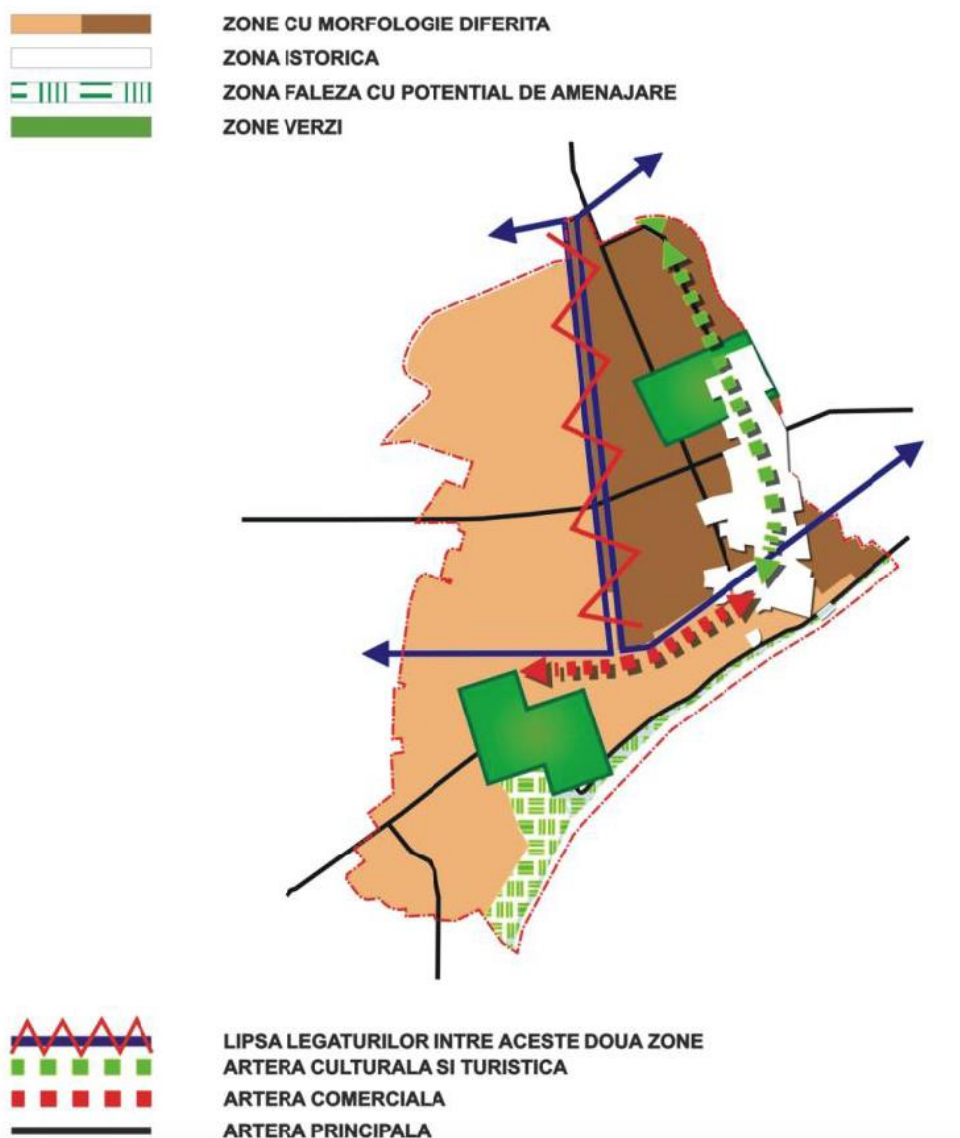 ZONE CU MORFOLOGIE DIFERITA
ZONA ISTORICA
ZONA FALEZA CU POTENTIAL DE AMENAJARE
ZONE VERZI
LIPSA LEGATURILOR INTRE ACESTE DOUA ZONE
ARTERA CULTURALA SI TURISTICA
ARTERA COMERCIALA
ARTERA PRINCIPALA